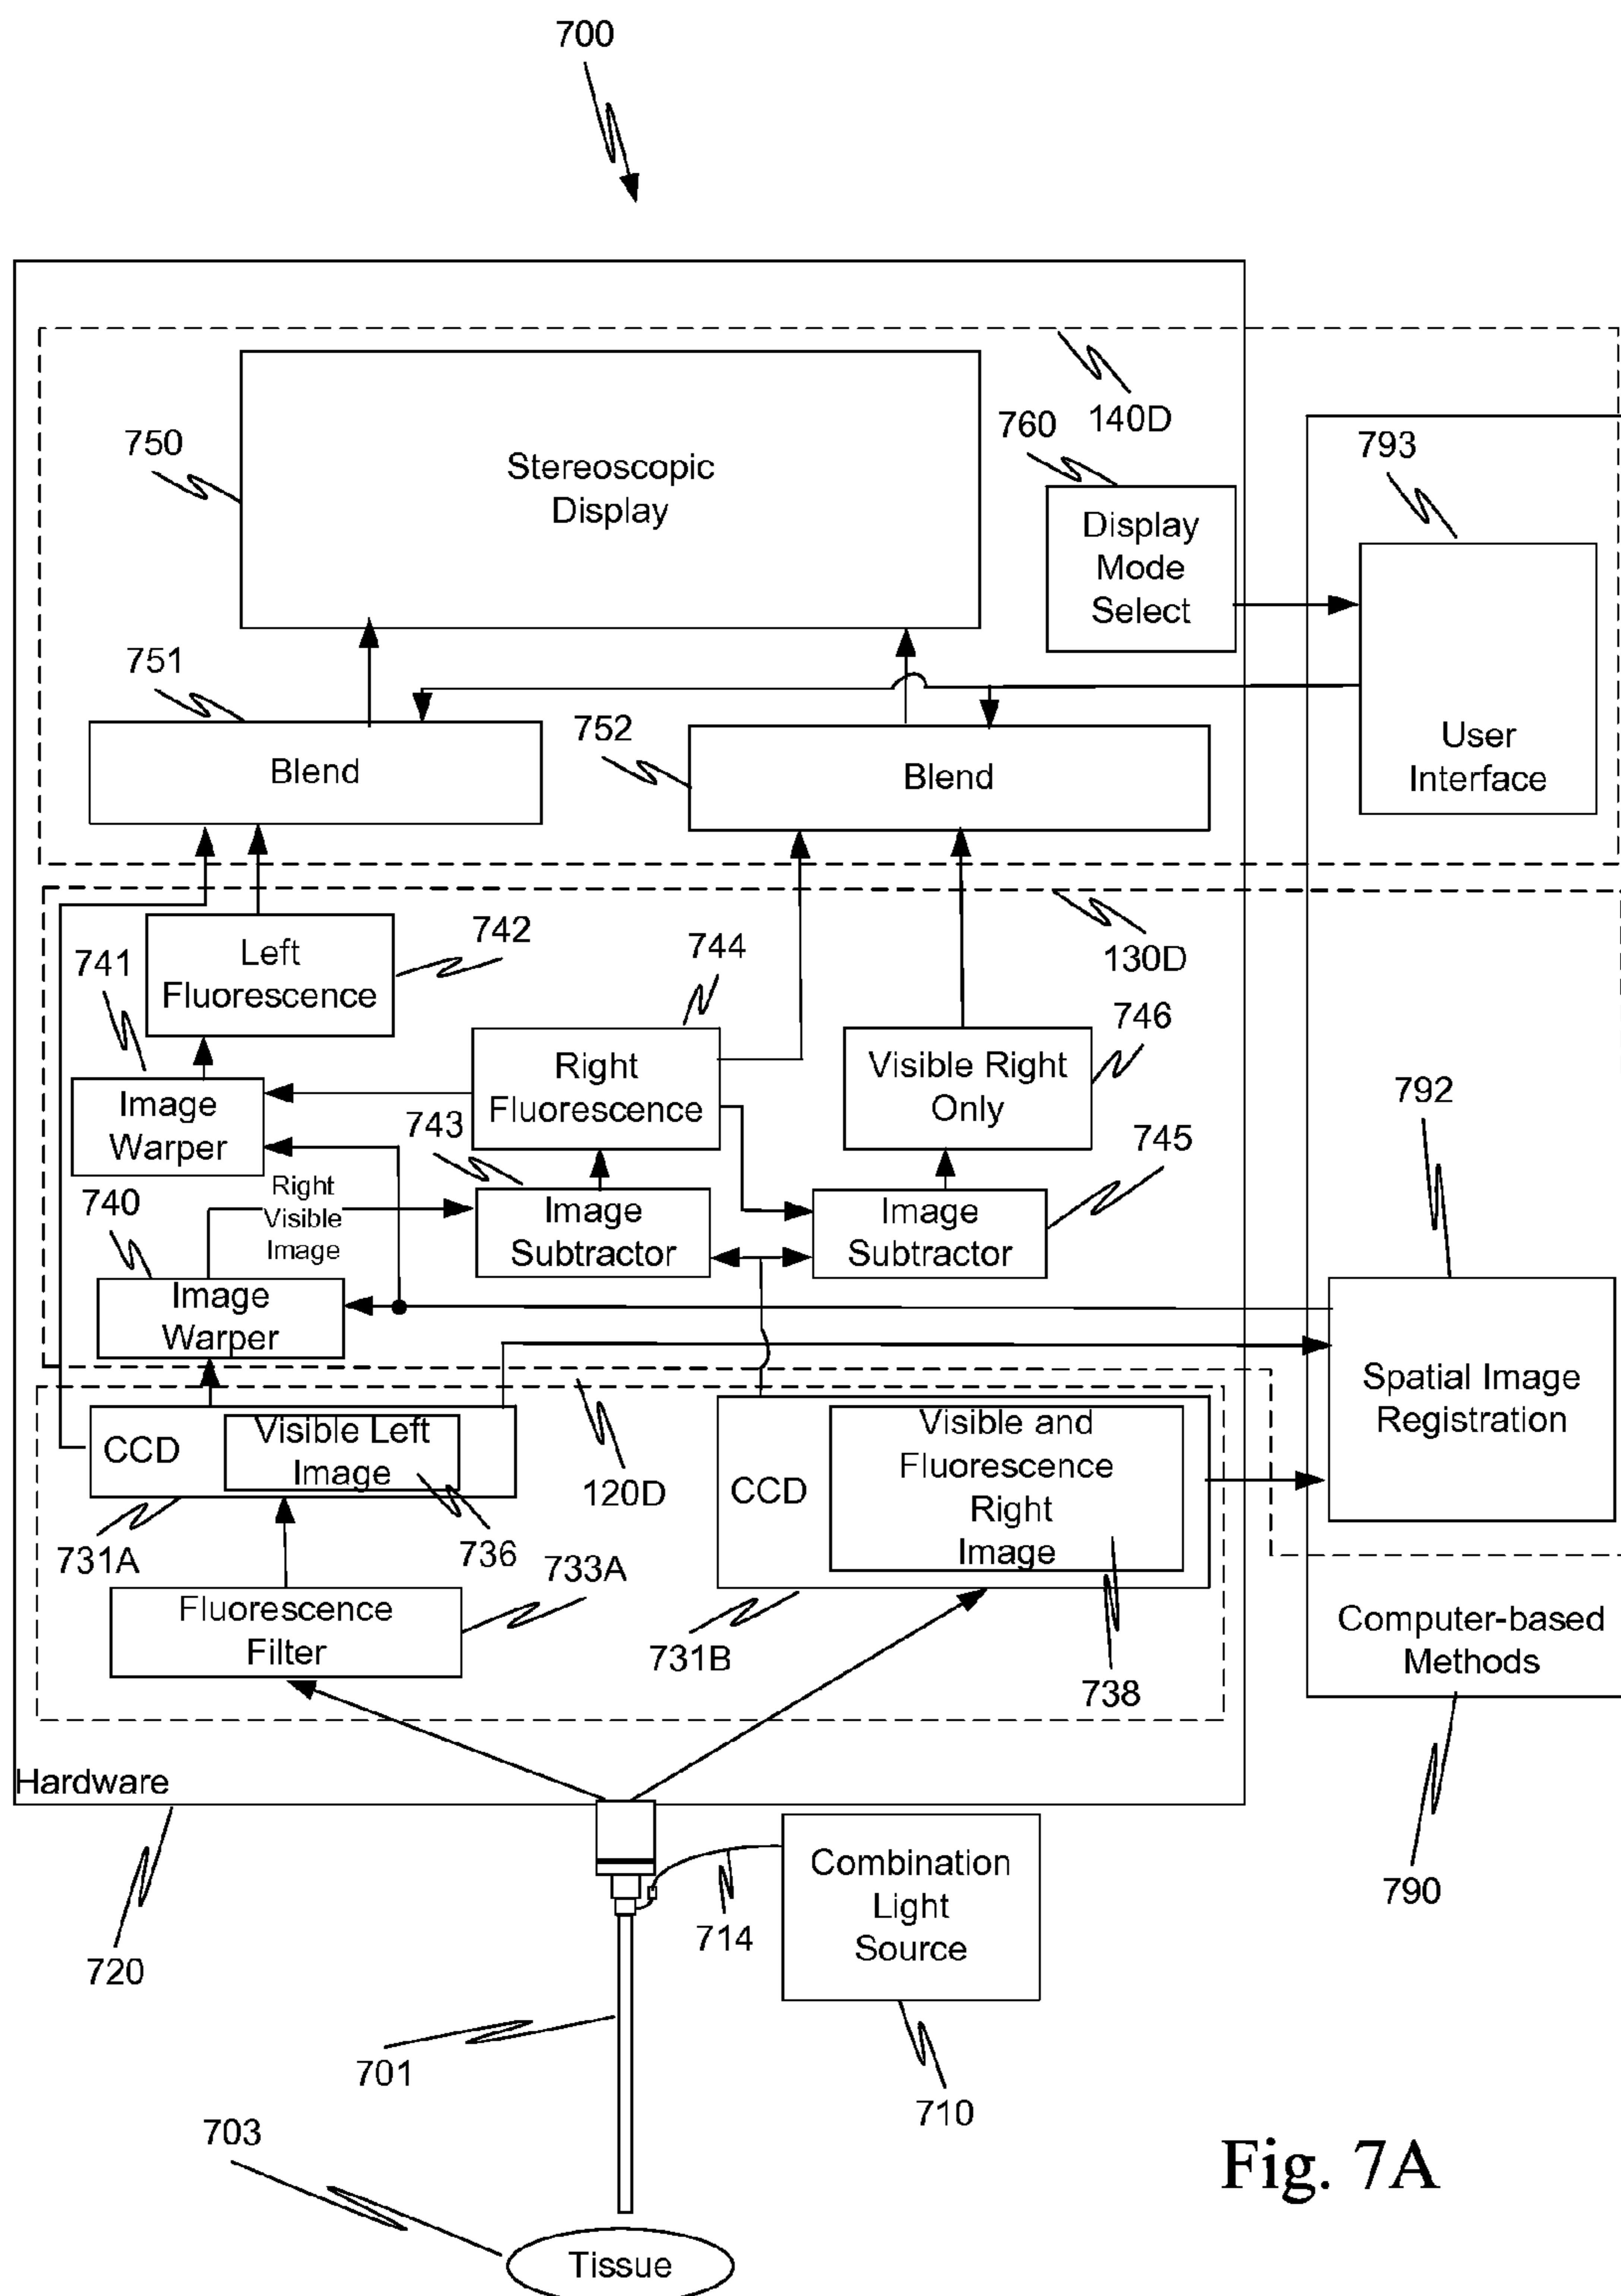 700
140D
750
Stereoscopic
Display
760
Display
Mode
Select
793
User
Interface
751
Blend
752
Blend
130D
741
Left
Fluorescence
742
744
Right
Fluorescence
Visible Right
Only
746
Image
Warper
743
Image
Subtractor
Image
Subtractor
745
792
740
Right
Visible
Image
Image
Warper
Spatial Image
Registration
CCD
Visible Left
Image
120D
CCD
Visible and
Fluorescence
Right
Image
731A
736
733A
Fluorescence
Filter
731B
738
Computer-based
Methods
790
Hardware
720
714
Combination
Light
Source
701
710
703
Tissue
Fig. 7A